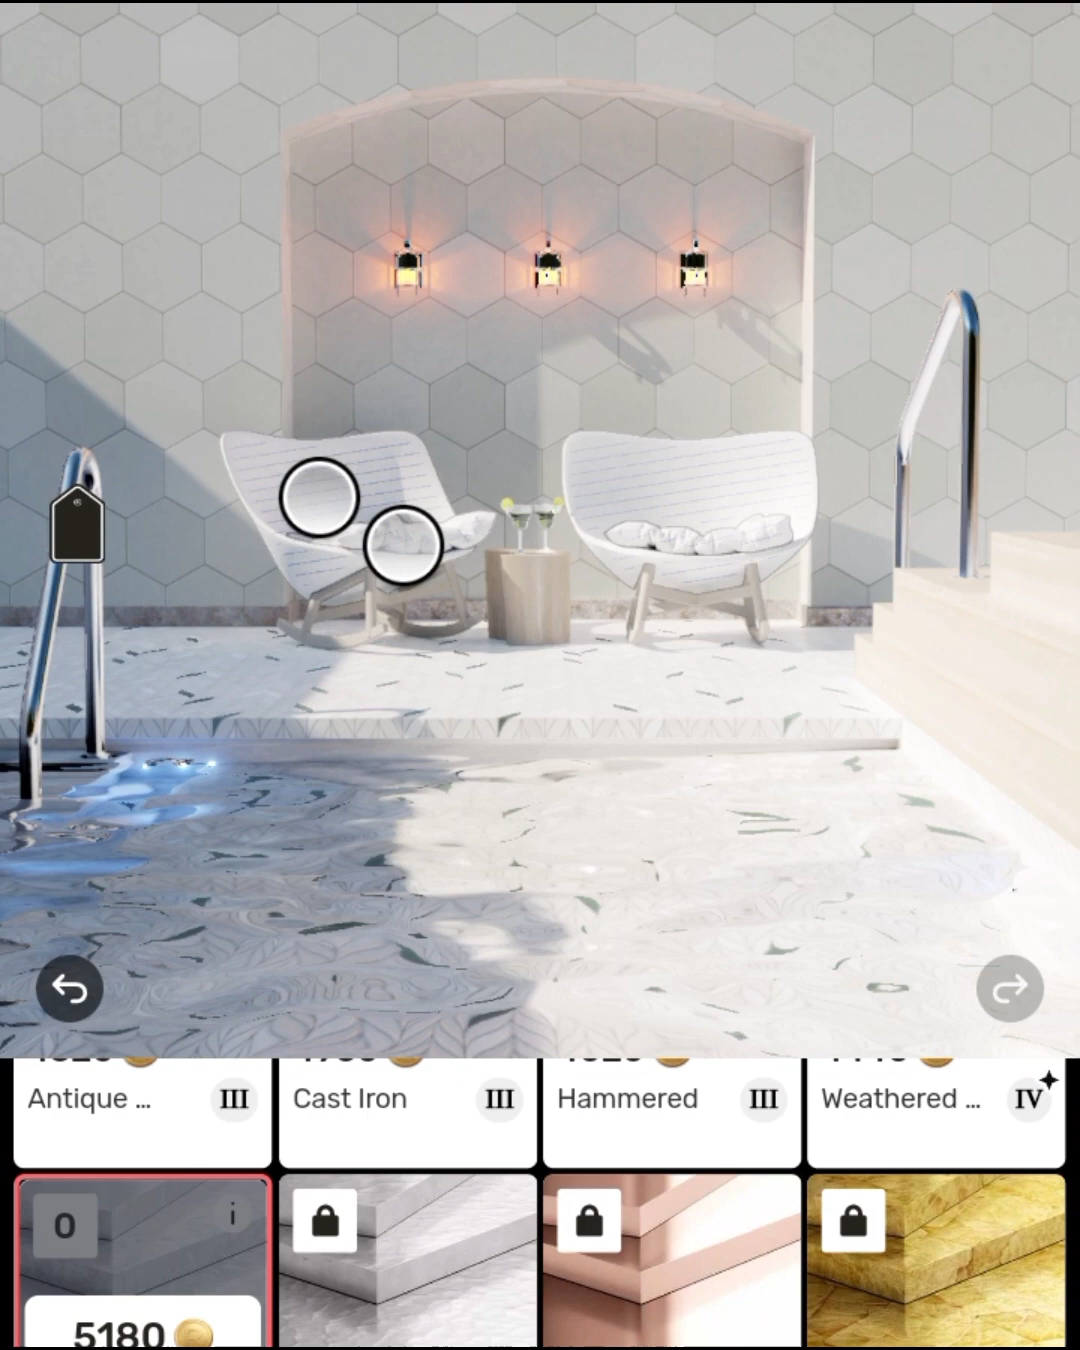 Antique ...
III
Cast Iron
III
Hammered
III
Weathered ...
IV
0
i
5180